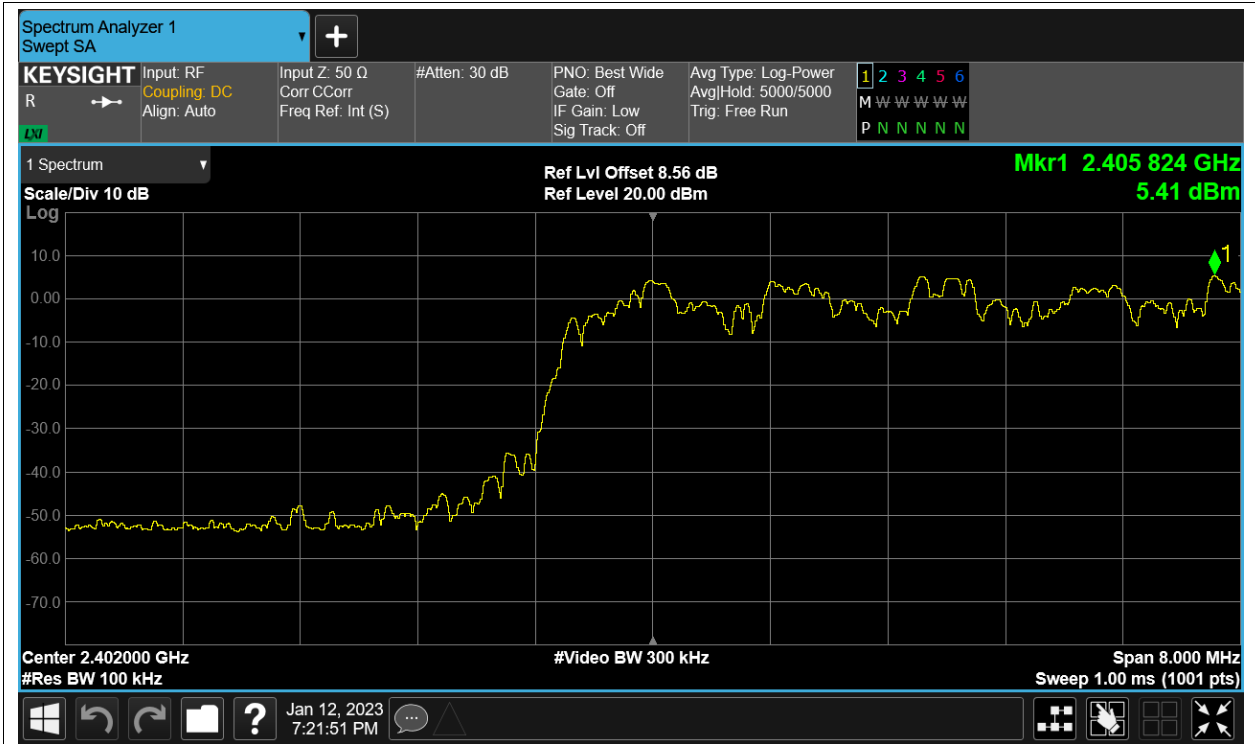 Spectrum Analyzer 1
Swept SA
+
KEYSIGHT
R
LXI
Input: RF
Coupling: DC
Align: Auto
Input Z: 50 Ω
Corr CCorr
Freq Ref: Int (S)
#Atten: 30 dB
PNO: Best Wide
Gate: Off
IF Gain: Low
Sig Track: Off
Avg Type: Log-Power
Avg|Hold: 5000/5000
Trig: Free Run
1 2 3 4 5 6
M W W W W W
P N N N N N
1 Spectrum
Scale/Div 10 dB
Log
Ref Lvl Offset 8.56 dB
Ref Level 20.00 dBm
Mkr1 2.405 824 GHz
5.41 dBm
1
10.0
0.00
-10.0
-20.0
-30.0
-40.0
-50.0
-60.0
-70.0
Center 2.402000 GHz
#Video BW 300 kHz
Span 8.000 MHz
#Res BW 100 kHz
Sweep 1.00 ms (1001 pts)
?
Jan 12, 2023
7:21:51 PM